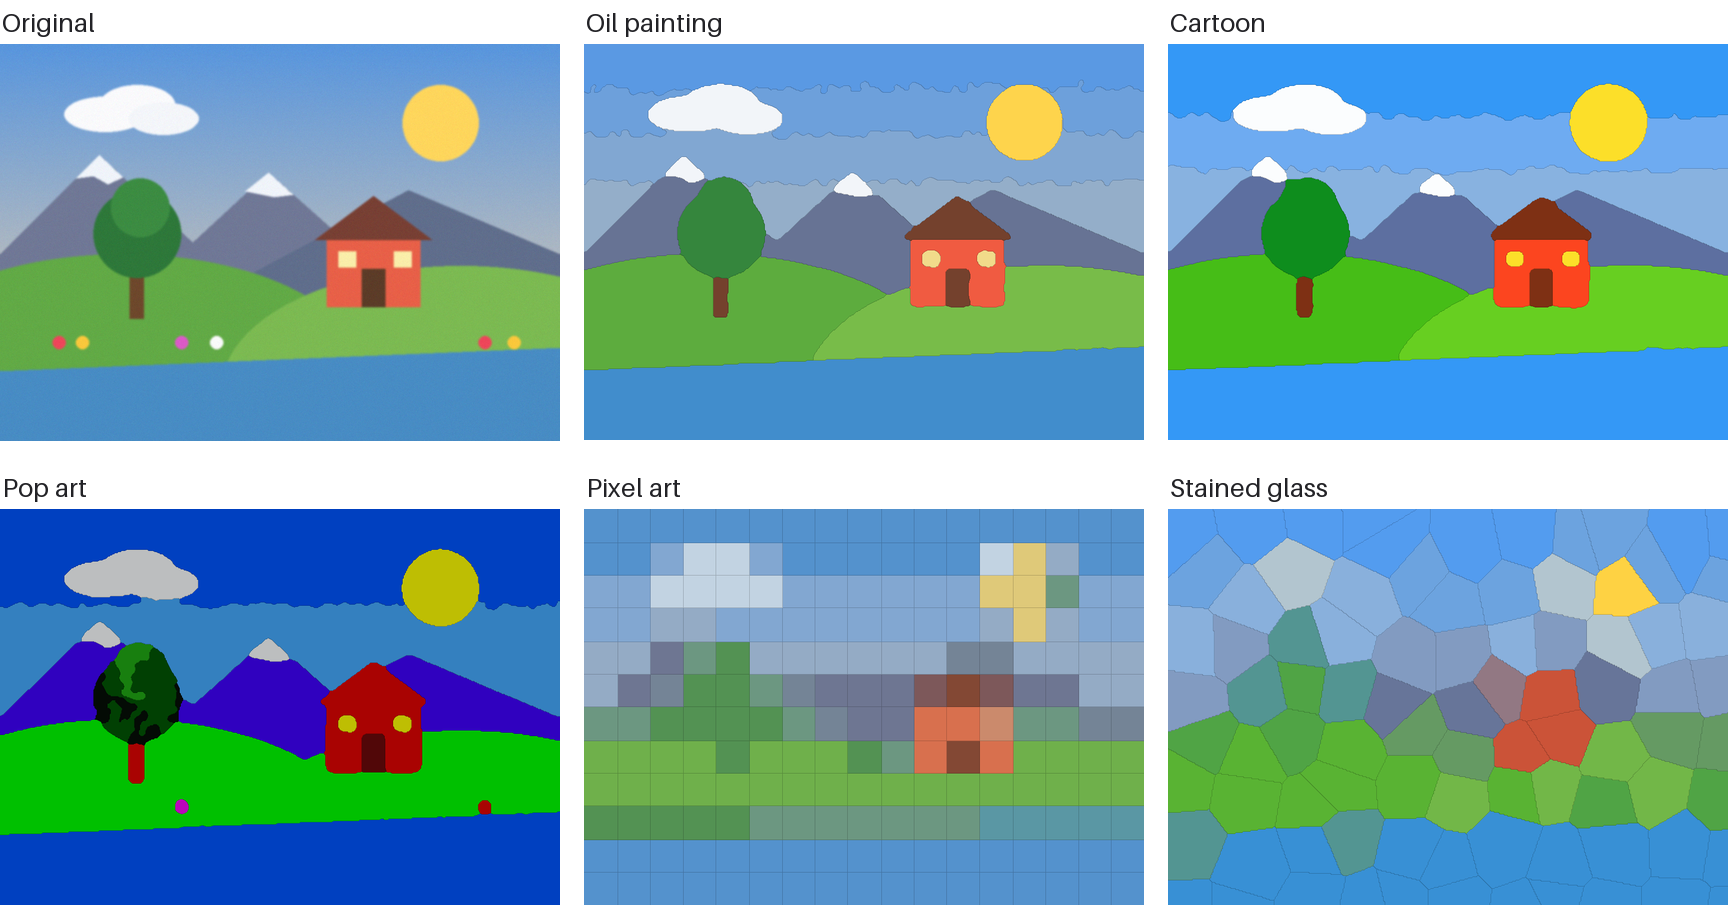 Original
Oil painting
Cartoon
Pop art
Pixel art
Stained glass